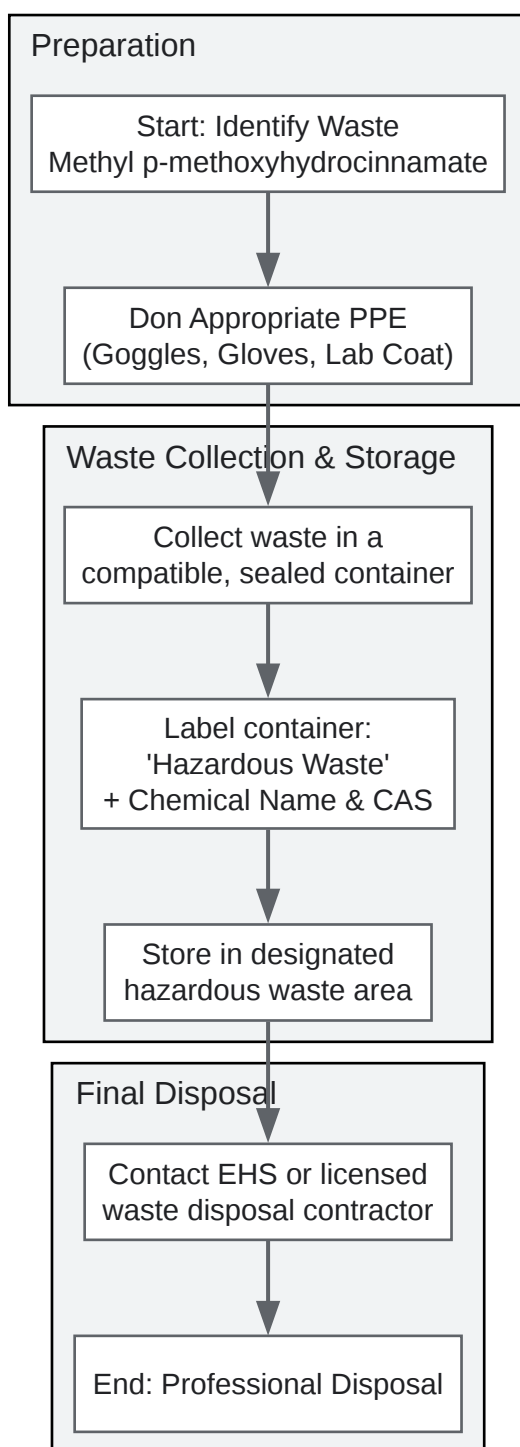 Preparation
Start: Identify Waste
Methyl p-methoxyhydrocinnamate
Don Appropriate PPE
(Goggles, Gloves, Lab Coat)
Waste Collection & Storage
Collect waste in a
compatible, sealed container
Label container:
'Hazardous Waste'
+ Chemical Name & CAS
Store in designated
hazardous waste area
Final Disposal
Contact EHS or licensed
waste disposal contractor
End: Professional Disposal